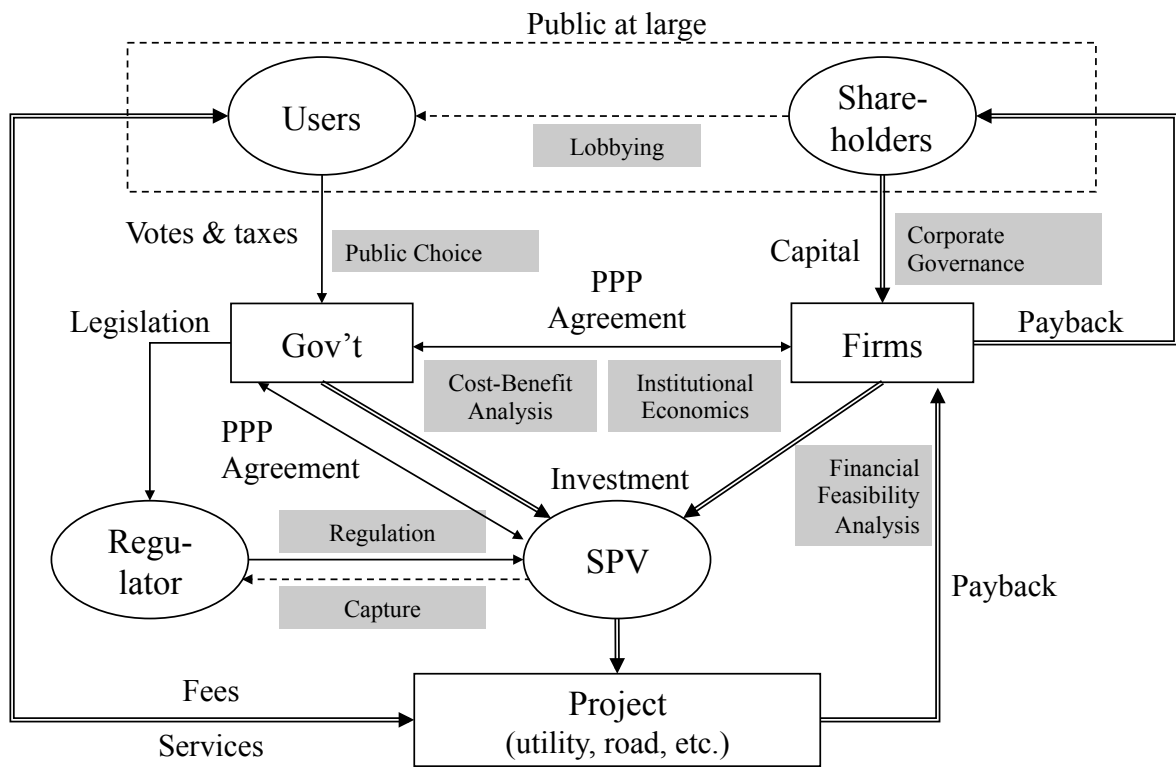 Public at large
Users
Share-
holders
Lobbying
Votes & taxes
Public Choice
Capital
Corporate
Governance
PPP
Agreement
Legislation
Gov't
Firms
Payback
Cost-Benefit
Analysis
Institutional
Economics
PPP
Agreement
Investment
Financial
Feasibility
Analysis
Regu-
lator
Regulation
SPV
Capture
Payback
Fees
Services
Project
(utility, road, etc.)